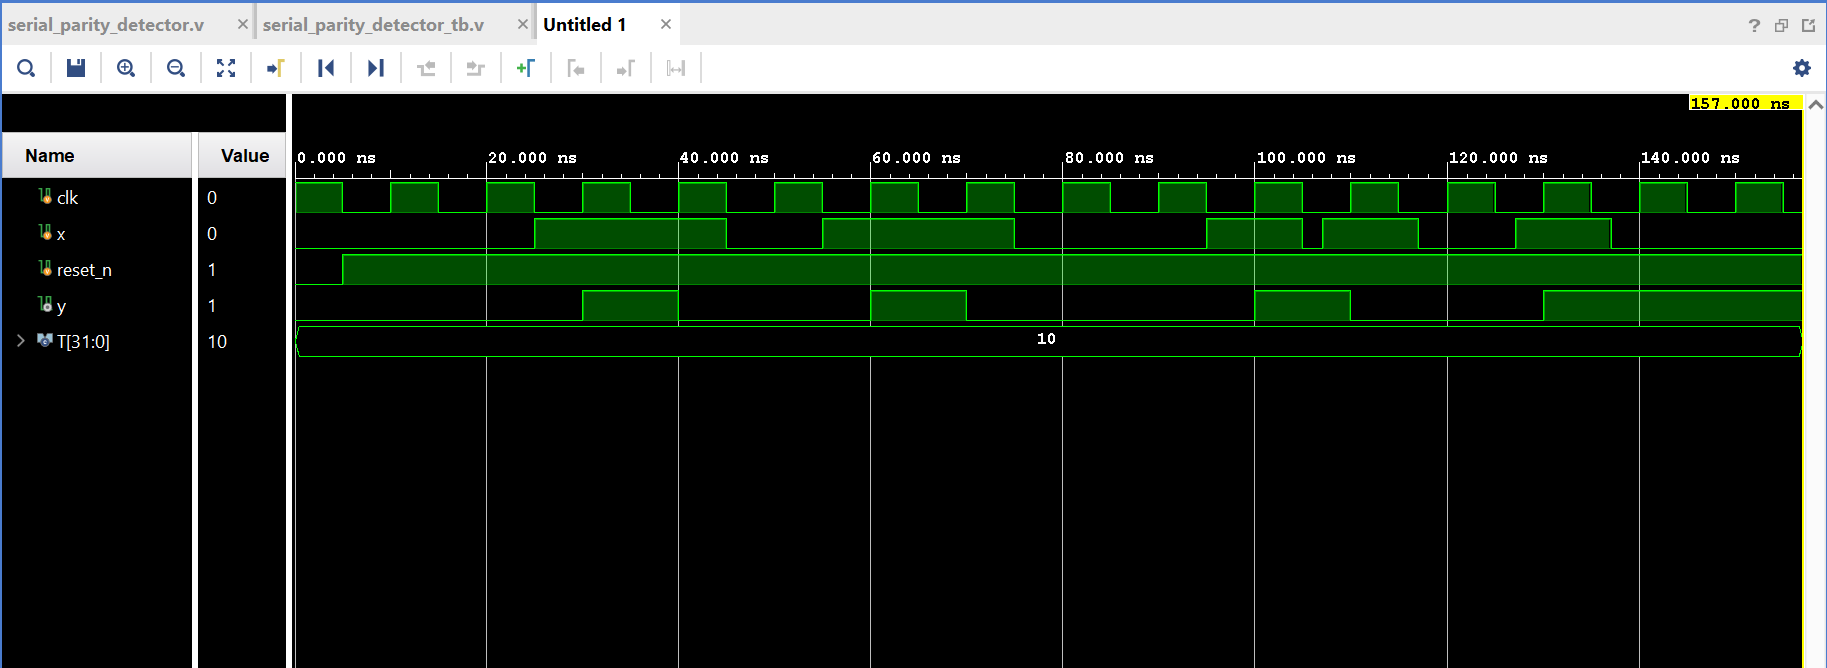 serial_parity_detector.v
serial_parity_detector_tb.v
Untitled 1
157.000 ns
Name Value
0.000 ns 20.000 ns 40.000 ns 60.000 ns 80.000 ns 100.000 ns 120.000 ns 140.000 ns
clk 0
x 0
reset_n 1
y 1
T[31:0] 10 10